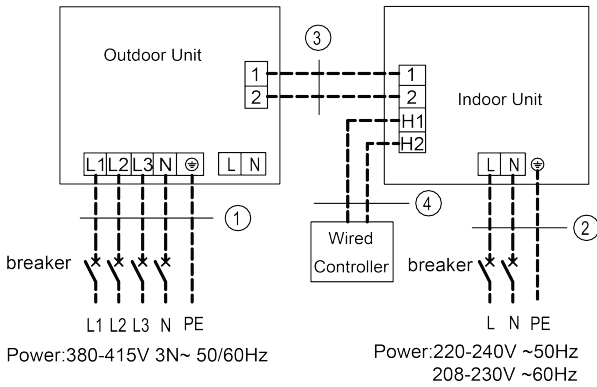 Outdoor Unit
1
2
L1 L2 L3 N
L N
1
3
Indoor Unit
1
2
H1
H2
L N
4
2
Wired
Controller
breaker
L1 L2 L3 N PE
Power:380-415V 3N~ 50/60Hz
breaker
L N PE
Power:220-240V ~50Hz
208-230V ~60Hz